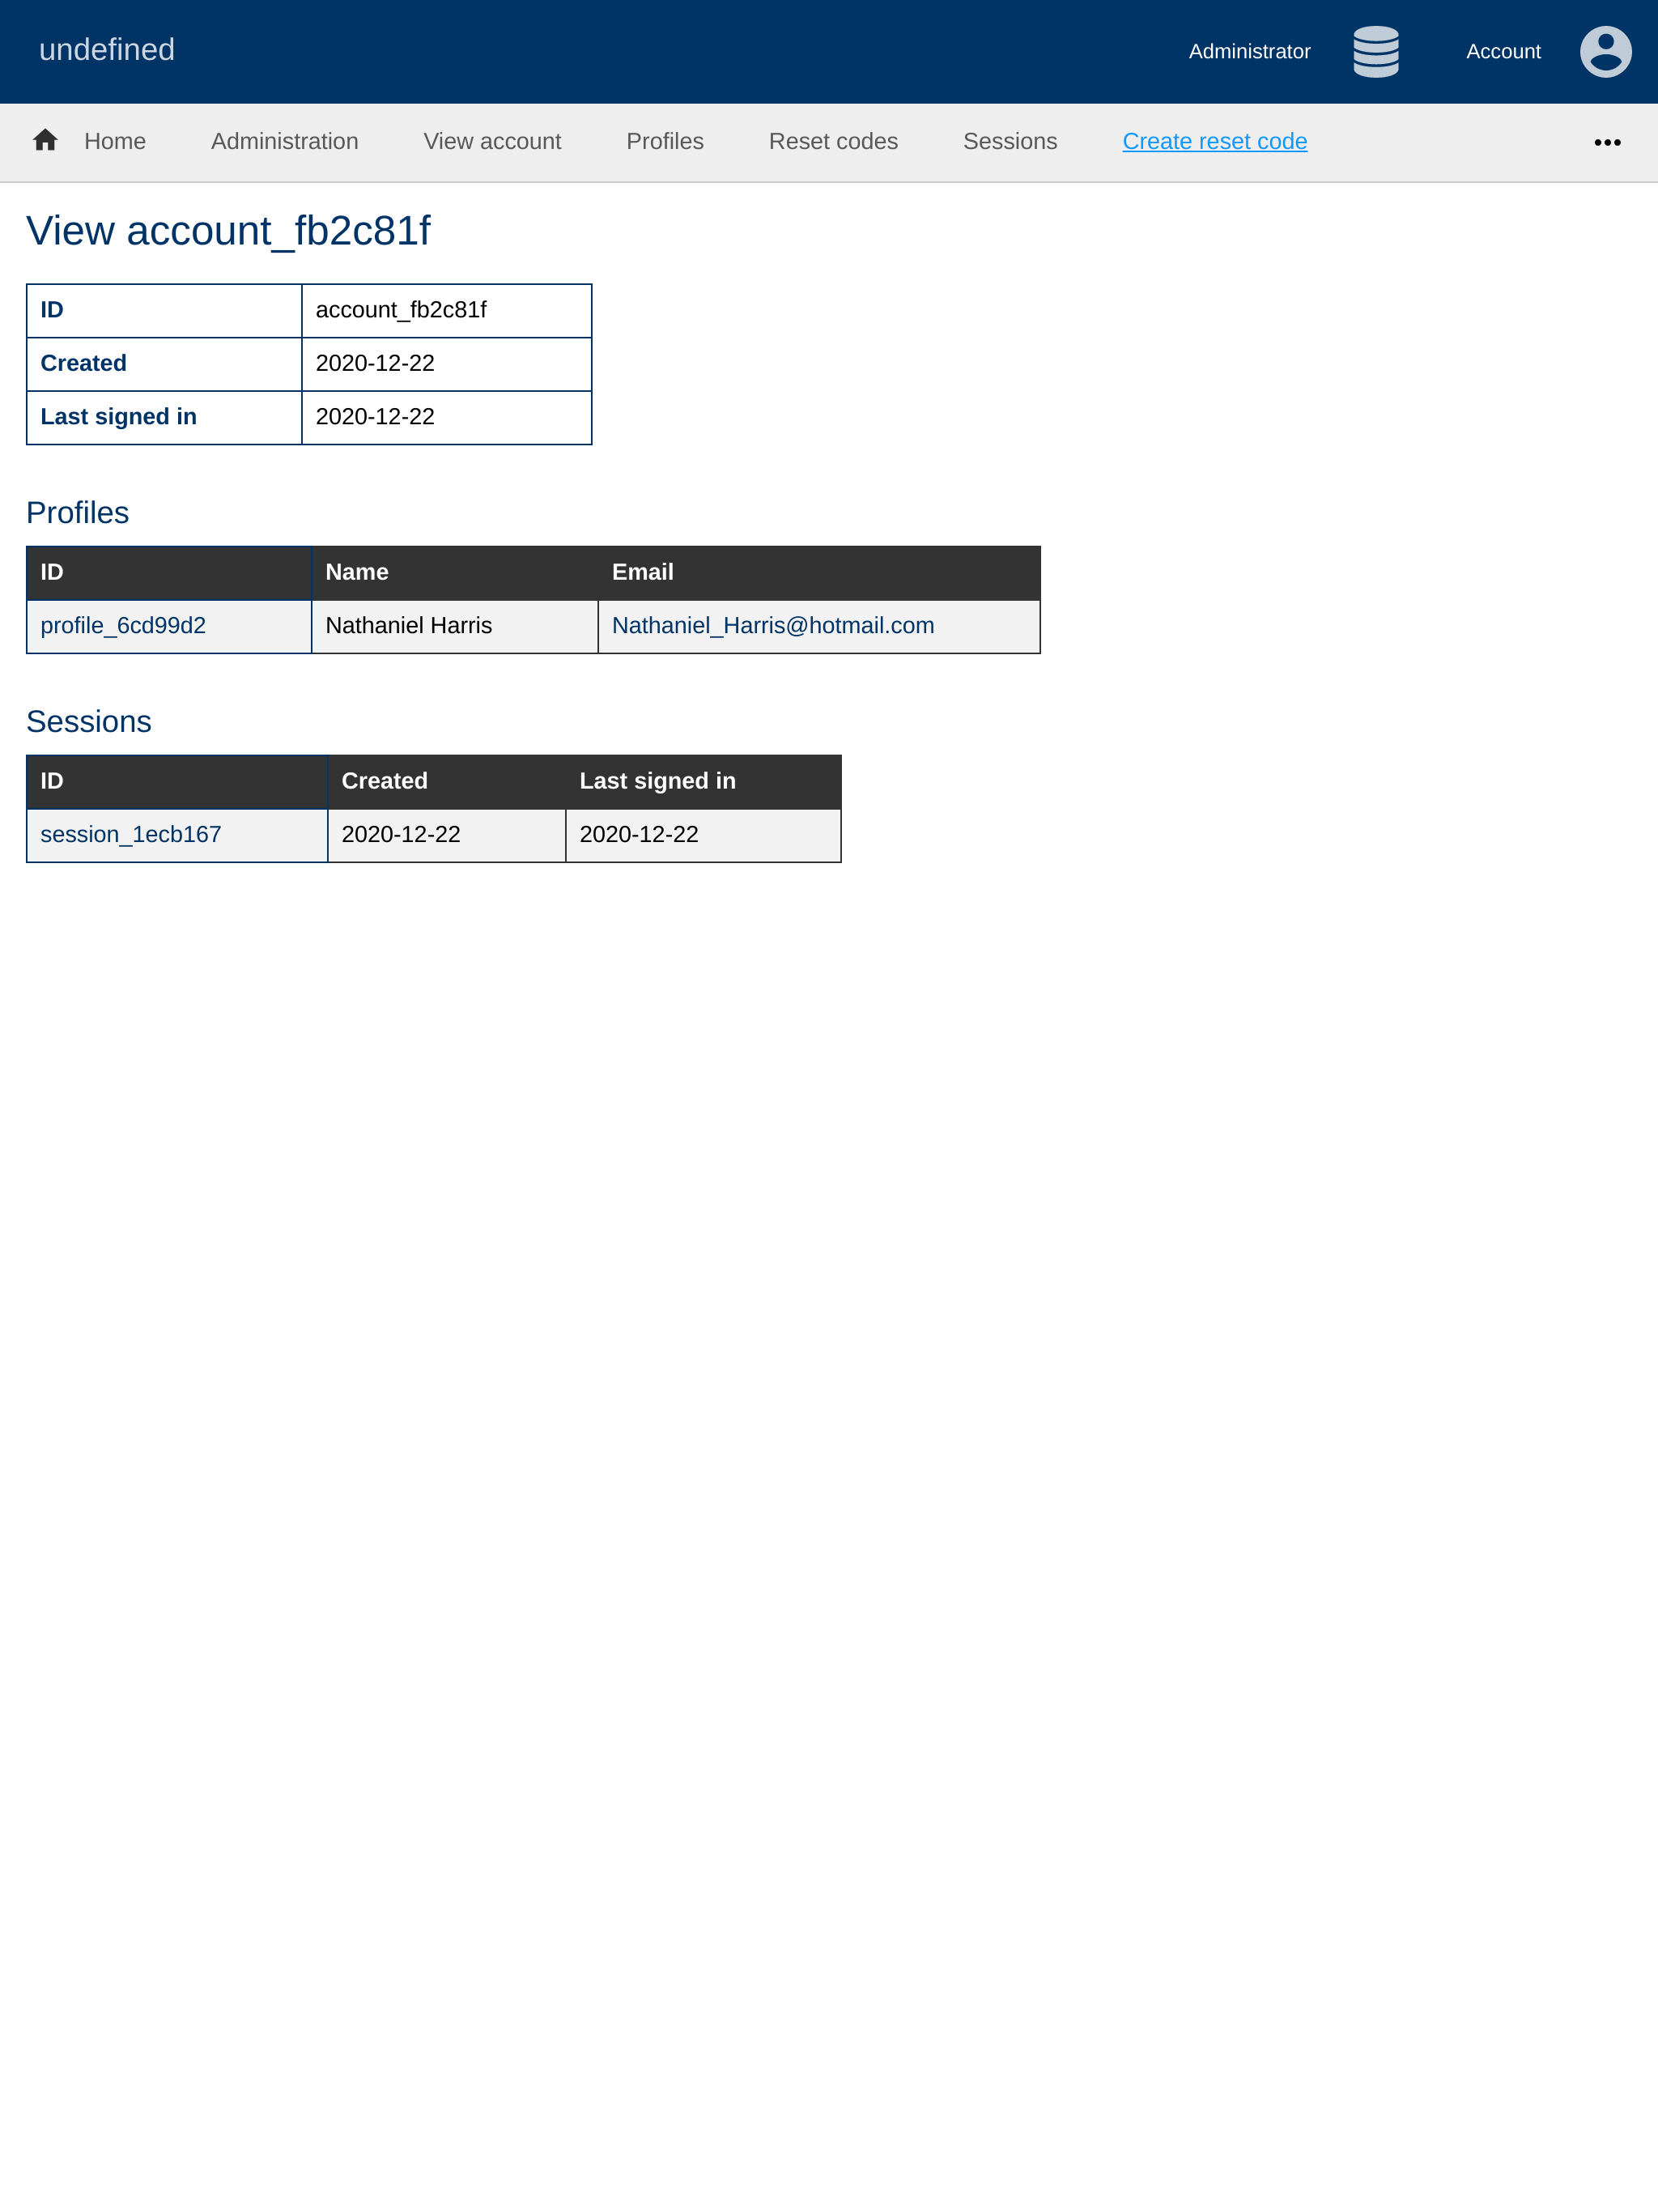 undefined
Administrator Account
Home Administration View account Profiles Reset codes Sessions Create reset code
View account_fb2c81f
ID account_fb2c81f
Created 2020-12-22
Last signed in 2020-12-22
Profiles
ID Name Email
profile_6cd99d2 Nathaniel Harris Nathaniel_Harris@hotmail.com
Sessions
ID Created Last signed in
session_1ecb167 2020-12-22 2020-12-22